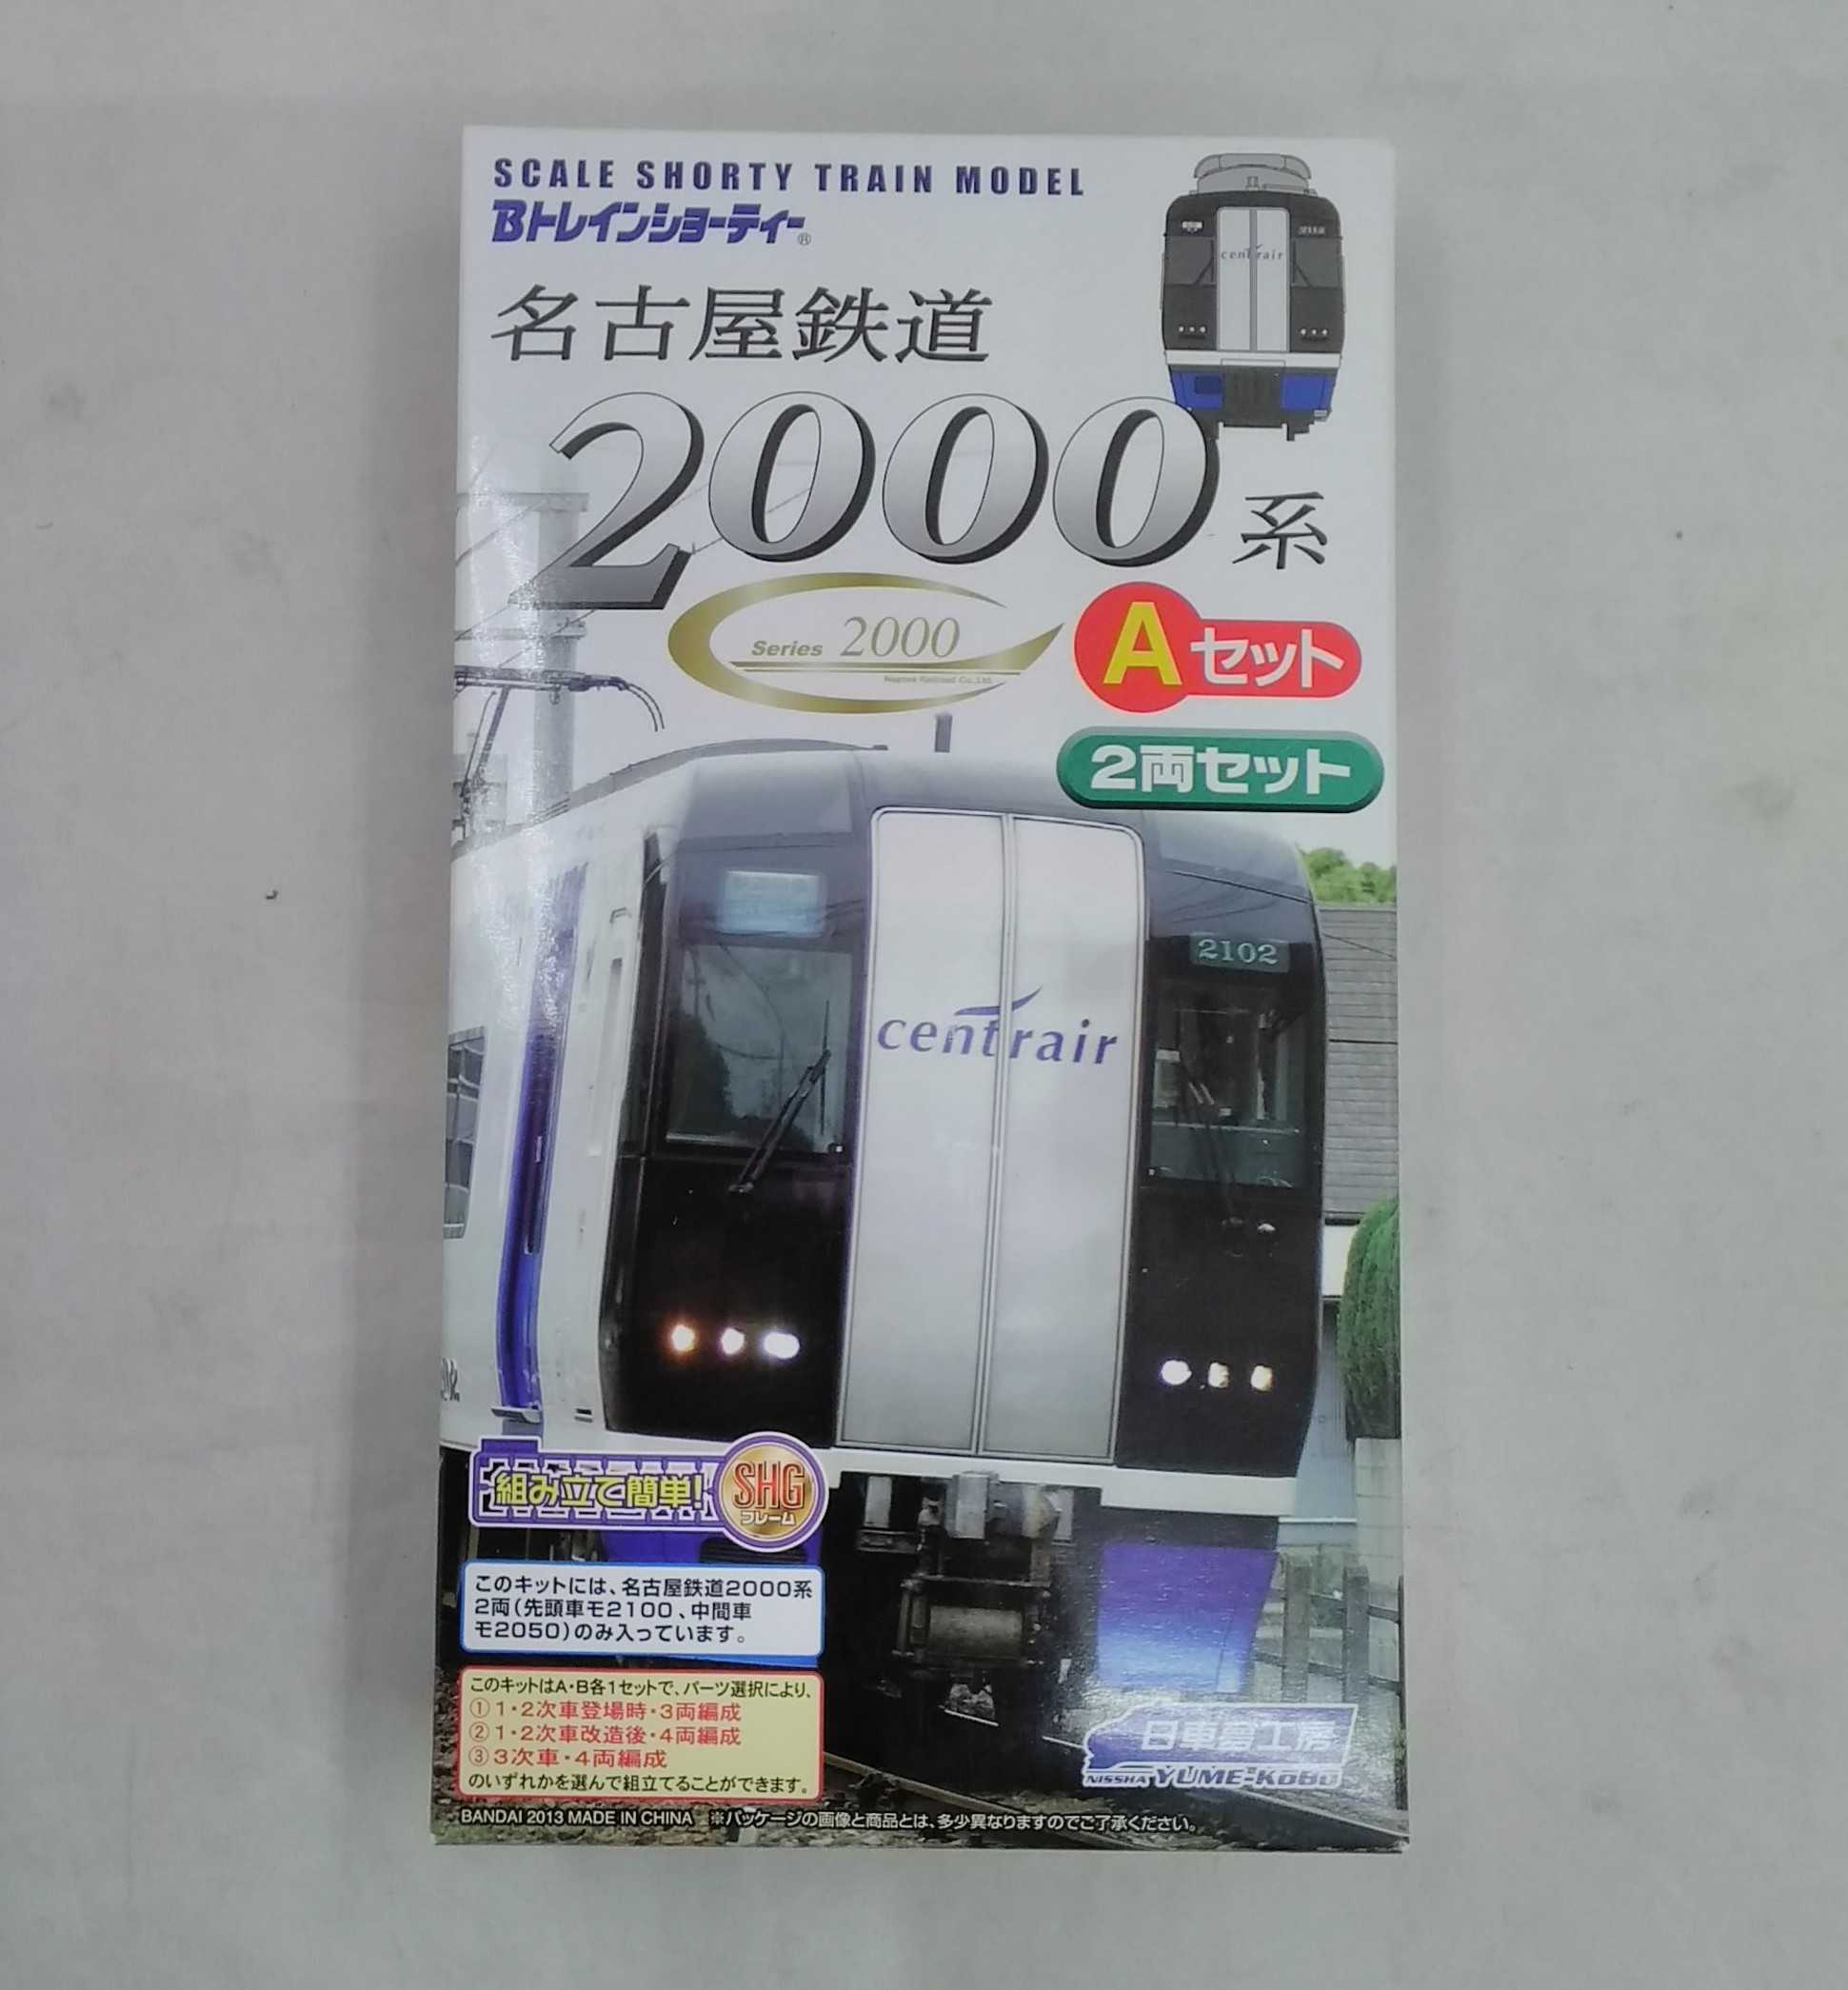 SCALE SHORTY TRAIN MODEL
Bトレインショーティー®
centrair
名古屋鉄道
2000系
Series 2000
Nagoya Railroad Co.,Ltd.
Aセット
2両セット
2102
centrair
組み立て簡単!
SHG
フレーム
このキットには、名古屋鉄道2000系
2両(先頭車モ2100、中間車
モ2050)のみ入っています。
このキットはA・B各1セットで、パーツ選択により、
①1・2次車登場時・3両編成
②1・2次車改造後・4両編成
③3次車・4両編成
のいずれかを選んで組立てることができます。
日車夢工房
NISSHA YUME-KOBO
BANDAI 2013 MADE IN CHINA ※パッケージの画像と商品とは、多少異なりますのでご了承ください。